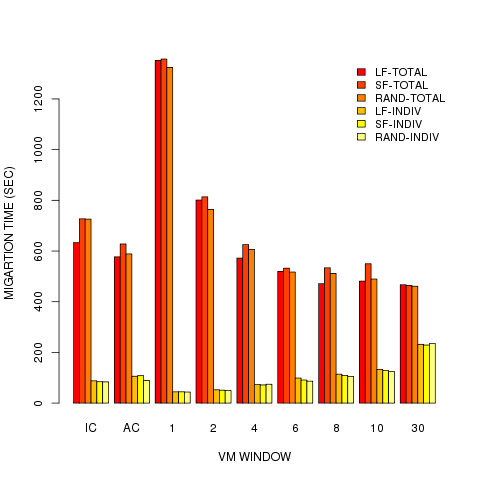 LF-TOTAL
SF-TOTAL
RAND-TOTAL
LF-INDIV
SF-INDIV
RAND-INDIV
MIGARTION TIME (SEC)
0 200 400 600 800 1000 1200
IC AC 1 2 4 6 8 10 30
VM WINDOW